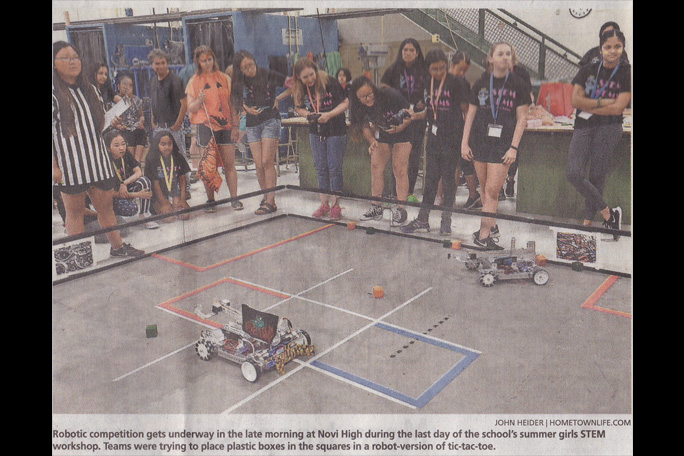 JOHN HEIDER | HOMETOWNLIFE.COM
Robotic competition gets underway in the late morning at Novi High during the last day of the school's summer girls STEM
workshop. Teams were trying to place plastic boxes in the squares in a robot-version of tic-tac-toe.